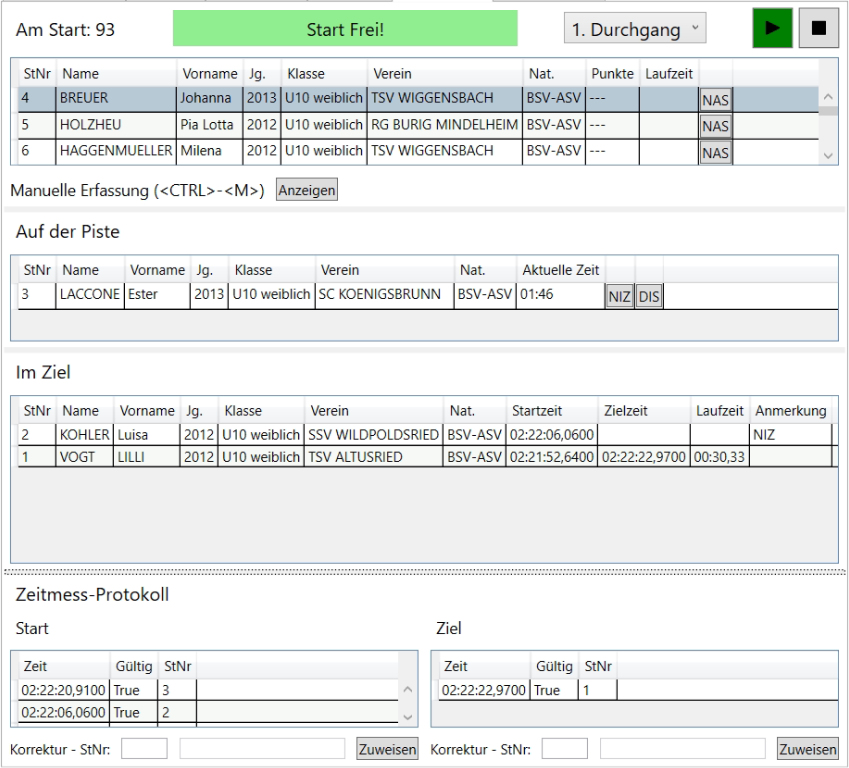 Am Start: 93 Start Frei! 1. Durchgang
StNr Name Vorname Jg. Klasse Verein Nat. Punkte Laufzeit
4 BREUER Johanna 2013 U10 weiblich TSV WIGGENSBACH BSV-ASV --- NAS
5 HOLZHEU Pia Lotta 2012 U10 weiblich RG BURIG MINDELHEIM BSV-ASV --- NAS
6 HAGGENMUELLER Milena 2012 U10 weiblich TSV WIGGENSBACH BSV-ASV --- NAS
Manuelle Erfassung (<CTRL>-<M>) Anzeigen
Auf der Piste
StNr Name Vorname Jg. Klasse Verein Nat. Aktuelle Zeit
3 LACCONE Ester 2013 U10 weiblich SC KOENIGSBRUNN BSV-ASV 01:46 NIZ DIS
Im Ziel
StNr Name Vorname Jg. Klasse Verein Nat. Startzeit Zielzeit Laufzeit Anmerkung
2 KOHLER Luisa 2012 U10 weiblich SSV WILDPOLDSRIED BSV-ASV 02:22:06,0600 NIZ
1 VOGT LILLI 2012 U10 weiblich TSV ALTUSRIED BSV-ASV 02:21:52,6400 02:22:22,9700 00:30,33
Zeitmess-Protokoll
Start Ziel
Zeit Gültig StNr Zeit Gültig StNr
02:22:20,9100 True 3 02:22:22,9700 True 1
02:22:06,0600 True 2
Korrektur - StNr: Zuweisen Korrektur - StNr: Zuweisen